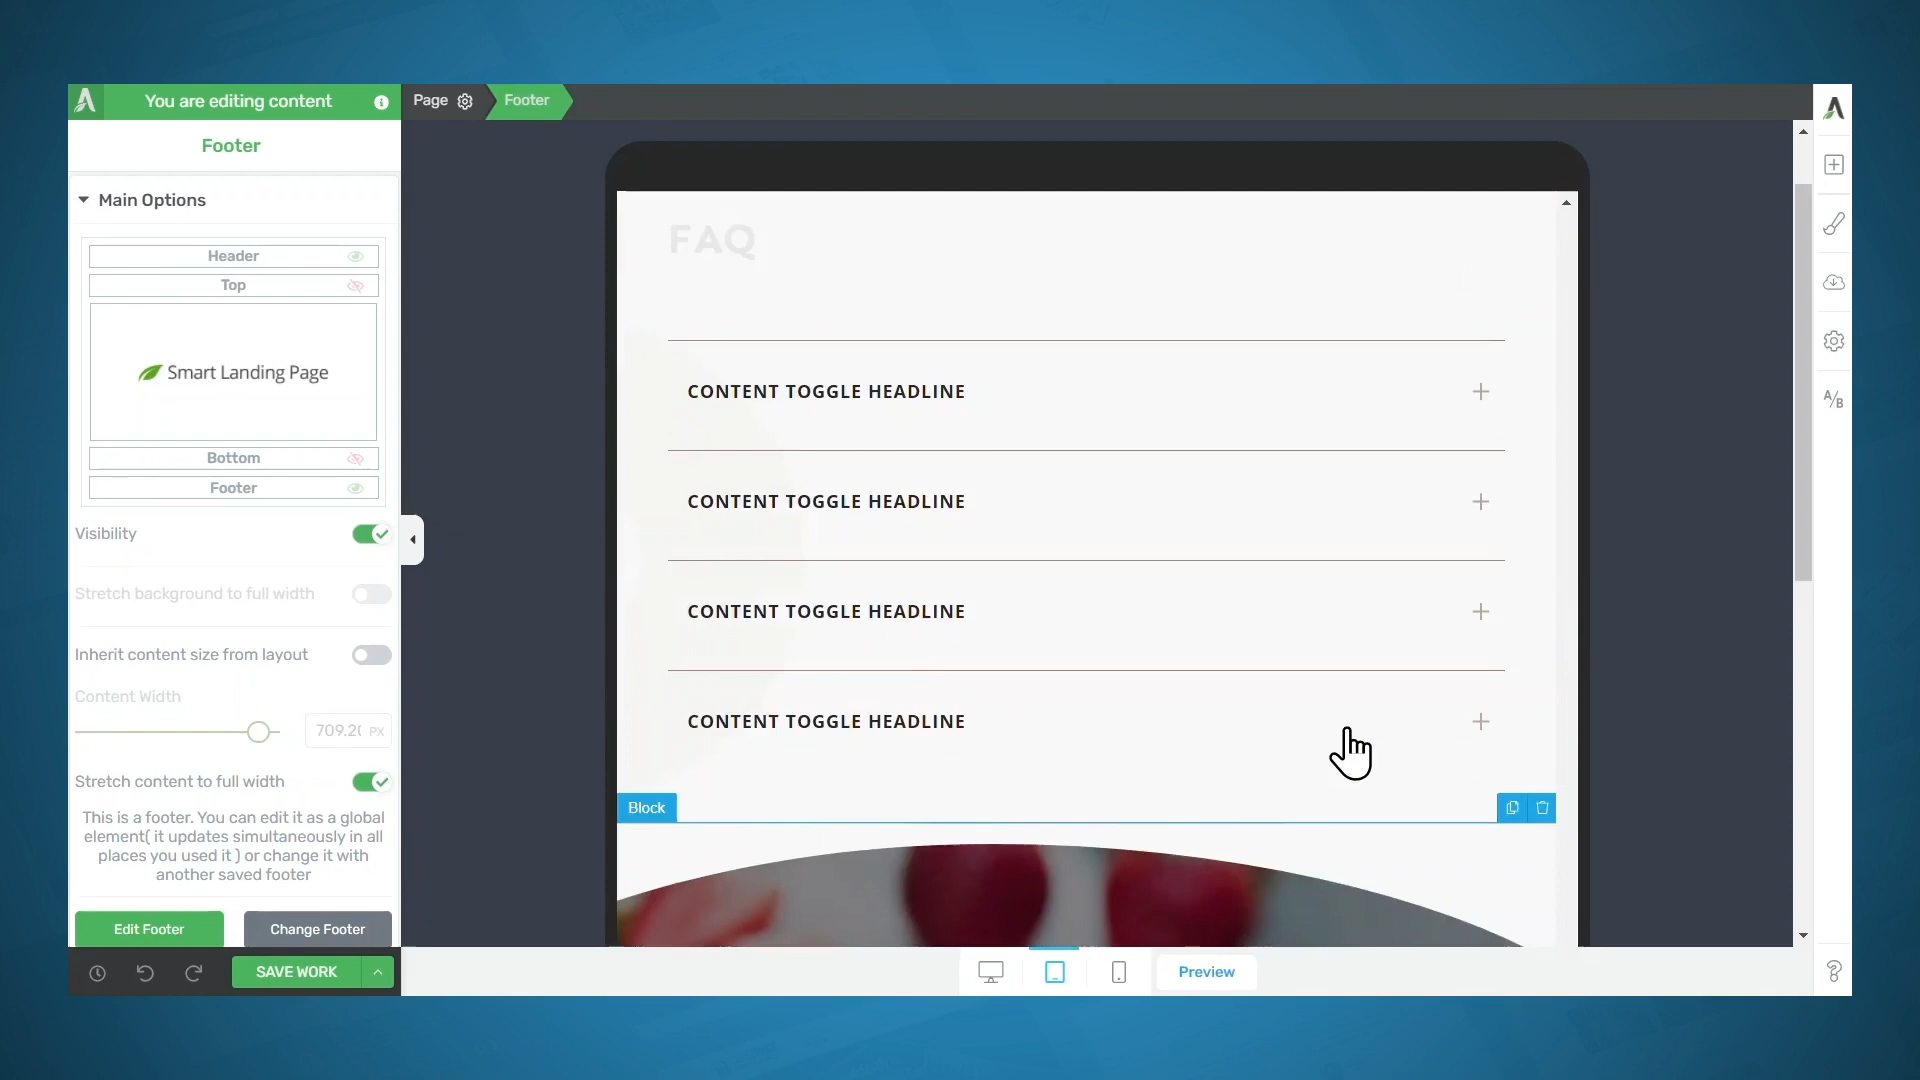 You are editing content
Page
Footer
Footer
Main Options
Header
Top
Smart Landing Page
Bottom
Footer
Visibility
Stretch background to full width
Inherit content size from layout
Content Width
709.2 PX
Stretch content to full width
This is a footer. You can edit it as a global
element( it updates simultaneously in all
places you used it ) or change it with
another saved footer
Edit Footer
Change Footer
SAVE WORK
FAQ
CONTENT TOGGLE HEADLINE
CONTENT TOGGLE HEADLINE
CONTENT TOGGLE HEADLINE
CONTENT TOGGLE HEADLINE
Block
Preview
A/B